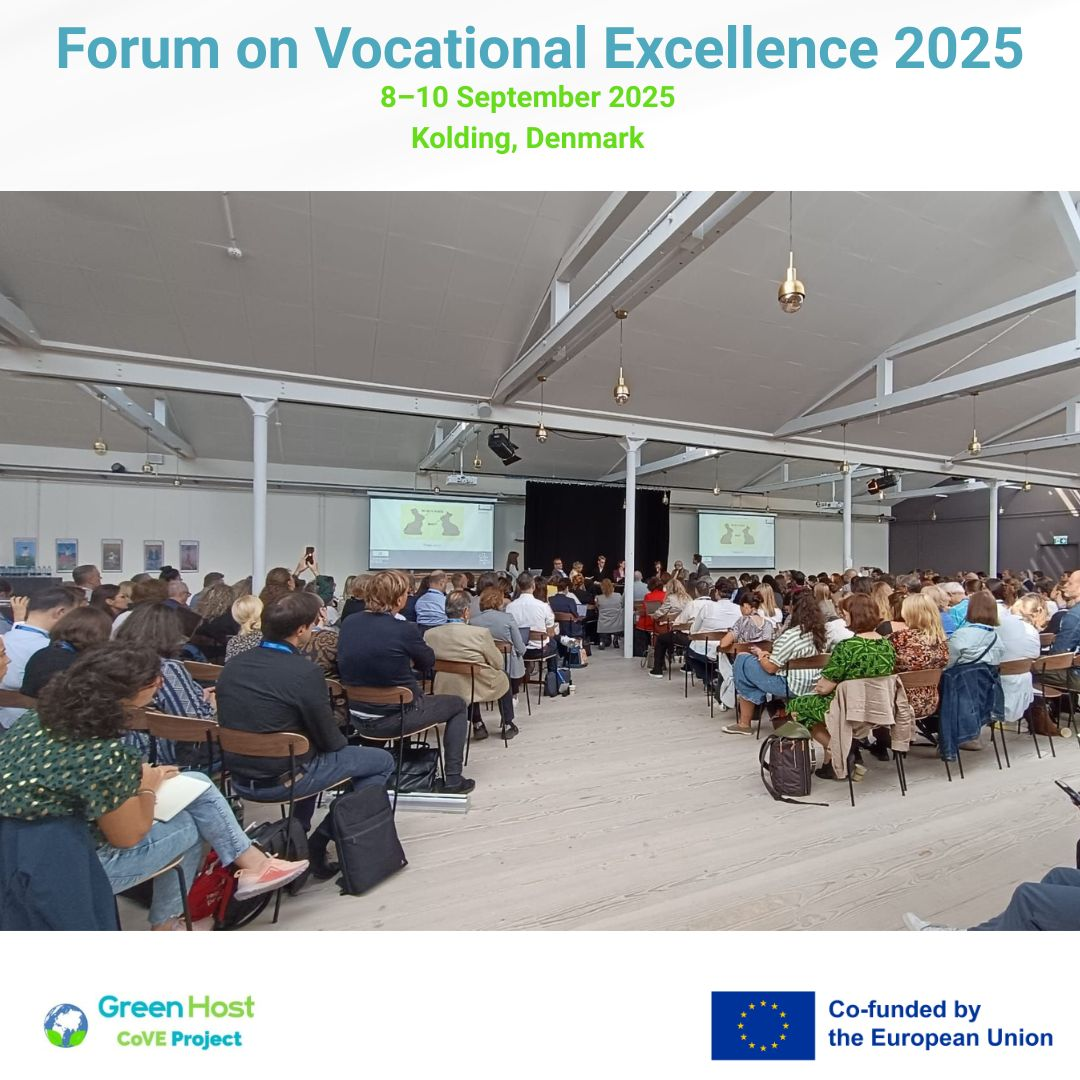 Forum on Vocational Excellence 2025
8–10 September 2025
Kolding, Denmark
Green Host
CoVE Project
Co-funded by
the European Union